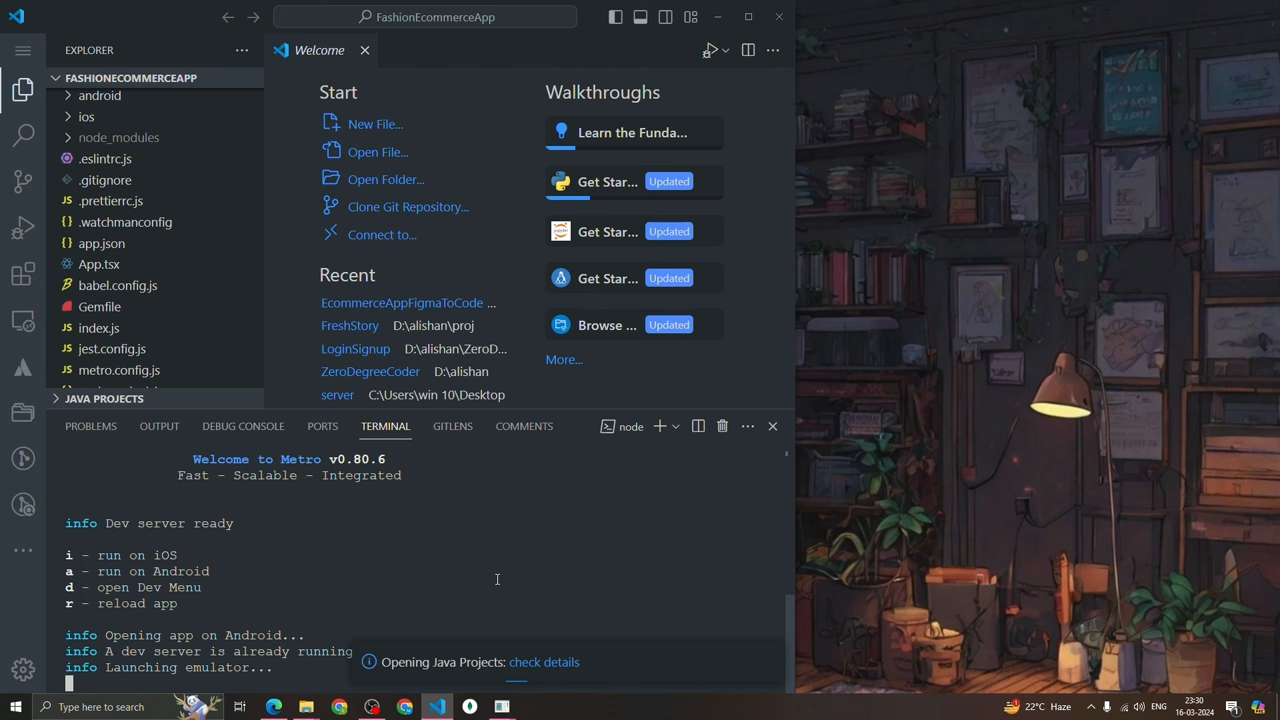 FashionEcommerceApp
EXPLORER
Welcome
FASHIONECOMMERCEAPP
android
ios
node_modules
.eslintrc.js
.gitignore
.prettierrc.js
.watchmanconfig
app.json
App.tsx
babel.config.js
Gemfile
index.js
jest.config.js
metro.config.js
JAVA PROJECTS
Start
New File...
Open File...
Open Folder...
Clone Git Repository...
Connect to...
Recent
EcommerceAppFigmaToCode ...
FreshStory D:\alishan\proj
LoginSignup D:\alishan\ZeroD...
ZeroDegreeCoder D:\alishan
server C:\Users\win 10\Desktop
Walkthroughs
Learn the Funda...
Get Star... Updated
Get Star... Updated
Get Star... Updated
Browse ... Updated
More...
PROBLEMS OUTPUT DEBUG CONSOLE PORTS TERMINAL GITLENS COMMENTS node
Welcome to Metro v0.80.6
Fast - Scalable - Integrated
info Dev server ready
i - run on iOS
a - run on Android
d - open Dev Menu
r - reload app
info Opening app on Android...
info A dev server is already running
info Launching emulator...
Opening Java Projects: check details
Type here to search
22°C Haze
ENG
23:30
16-03-2024